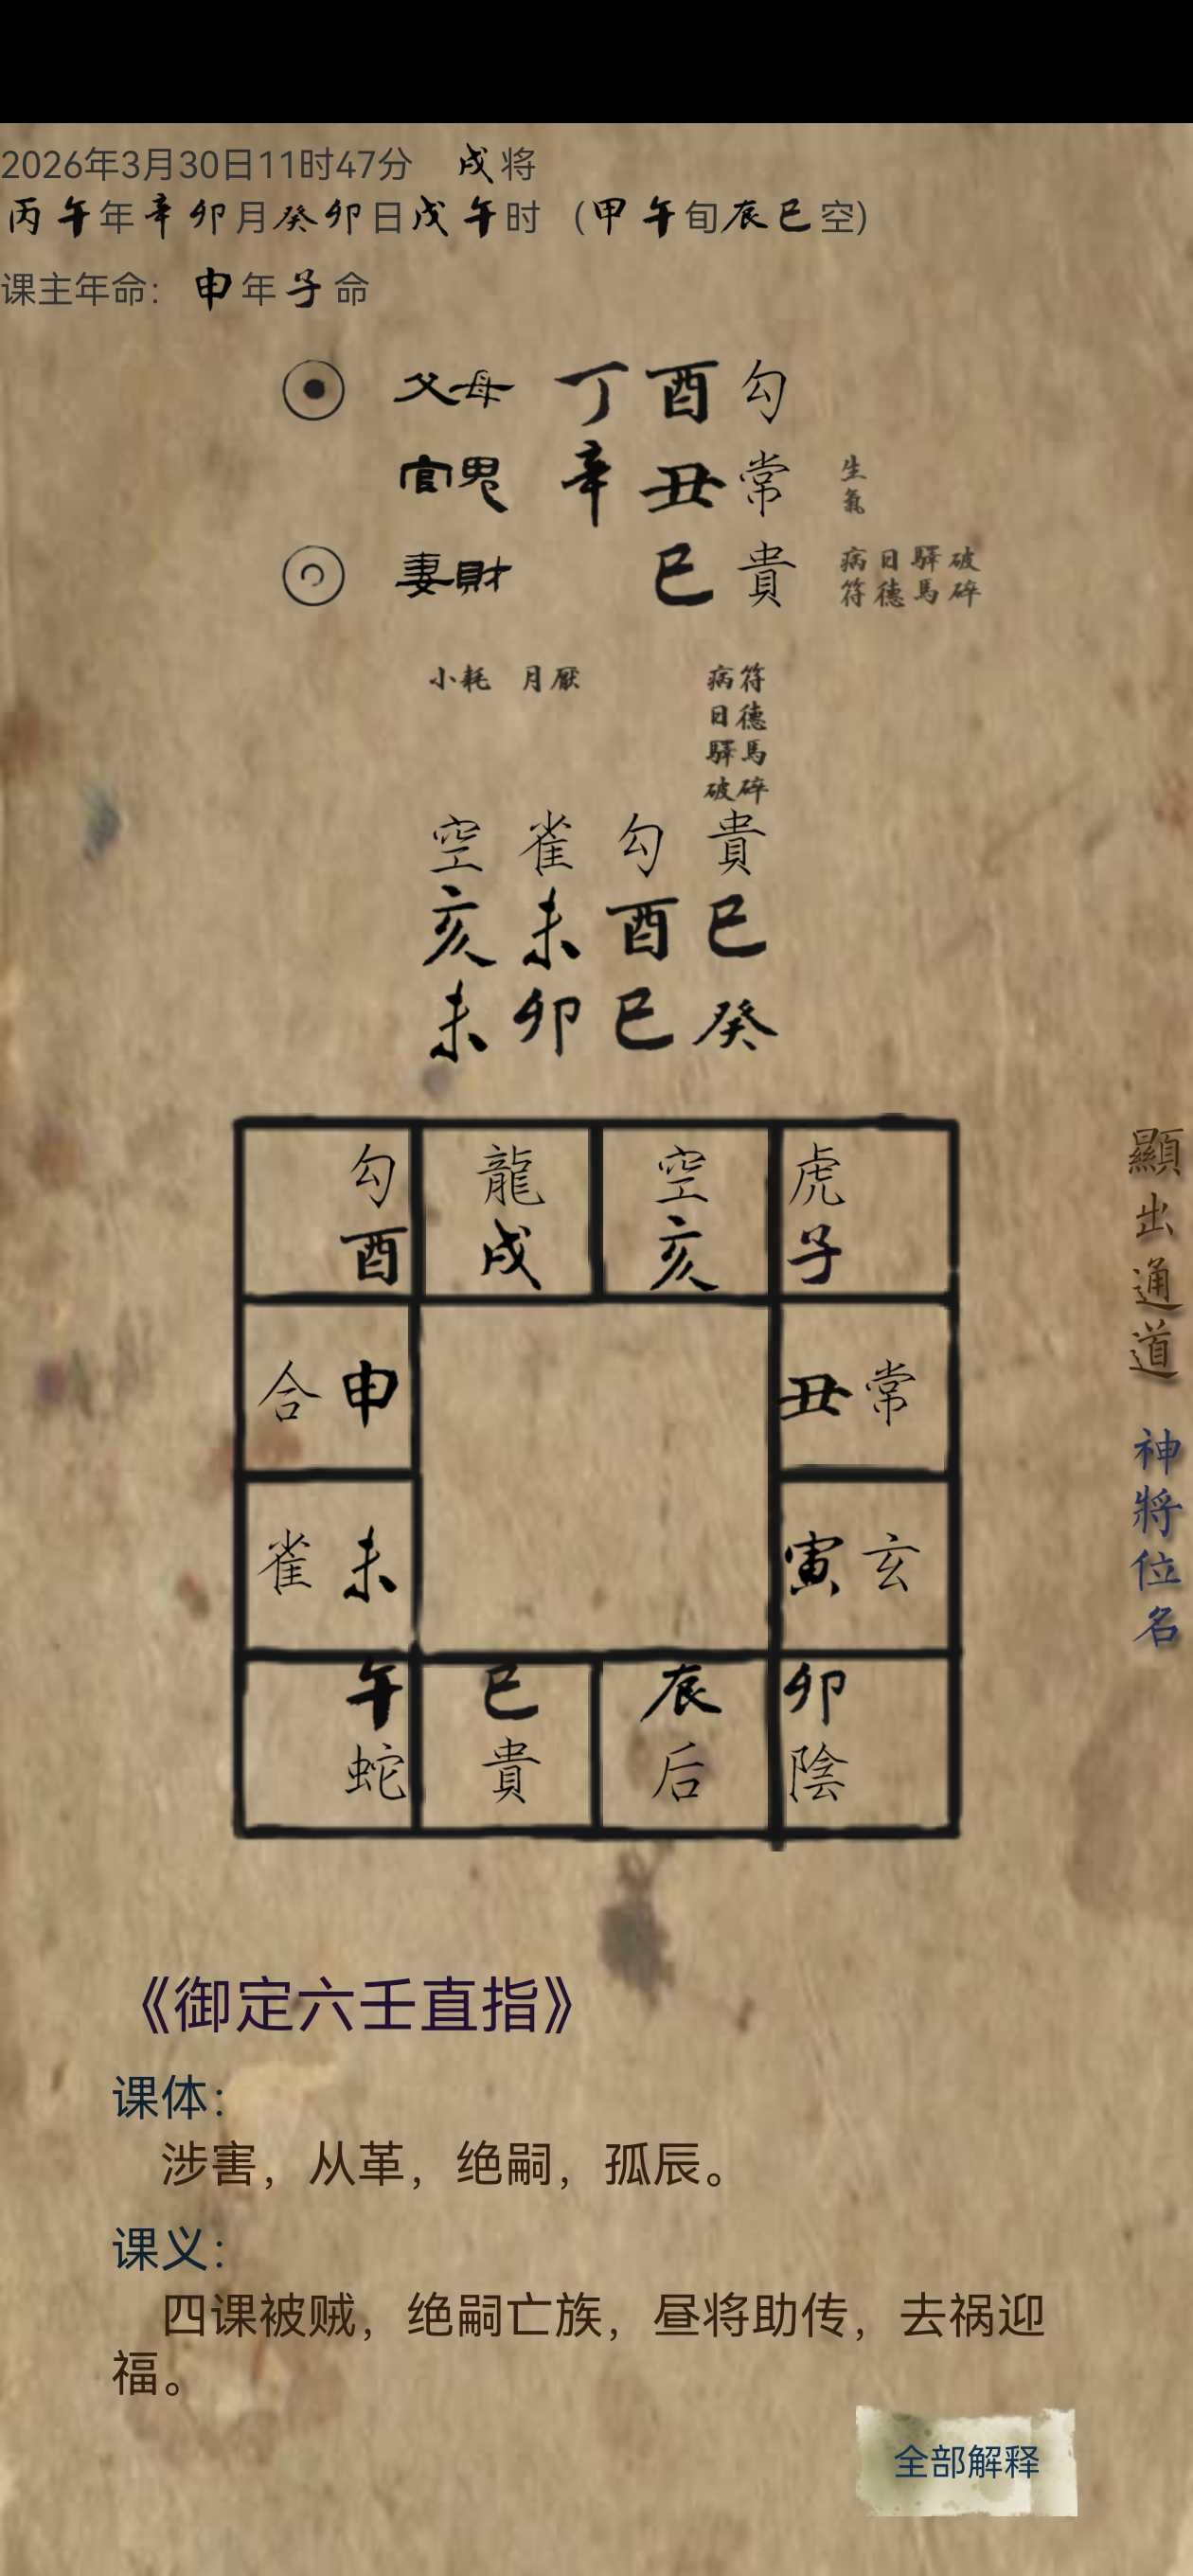 2026年3月30日11时47分 戌将
丙午年辛卯月癸卯日戊午时 (甲午旬辰巳空)
课主年命: 申年子命
父母 丁酉勾
官鬼 辛丑常 生氣
妻財 巳貴 病符 日德 驛馬 破碎
小耗 月厭 病符
日德
驛馬
破碎
空 雀 勾 貴
亥 未 酉 巳
未 卯 巳 癸
勾 龍 空 虎
酉 戌 亥 子
合申 丑常
雀未 寅玄
午 巳 辰 卯
蛇 貴 后 陰
顯出通道
神將位名
《御定六壬直指》
课体:
涉害，从革，绝嗣，孤辰。
课义:
四课被贼，绝嗣亡族，昼将助传，去祸迎
福。
全部解释